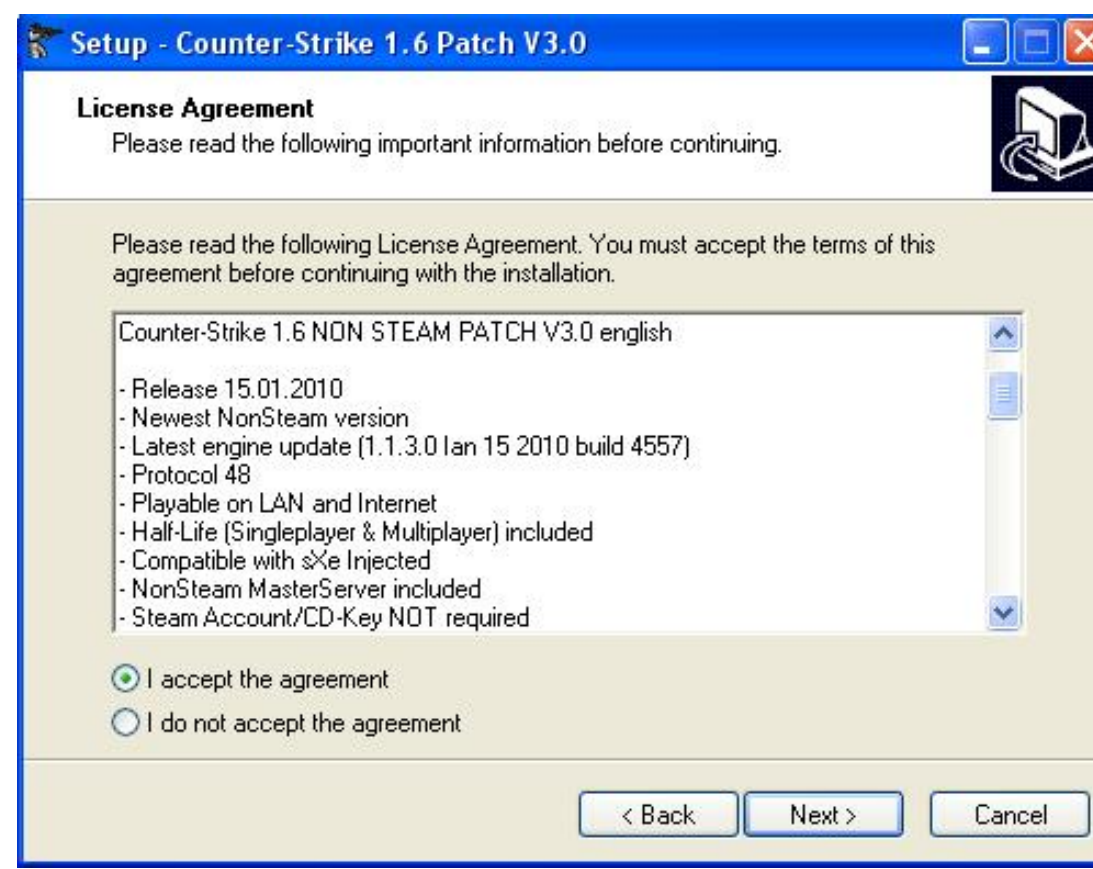 Setup - Counter-Strike 1.6 Patch V3.0
License Agreement
Please read the following important information before continuing.
Please read the following License Agreement. You must accept the terms of this
agreement before continuing with the installation.
Counter-Strike 1.6 NON STEAM PATCH V3.0 english
- Release 15.01.2010
- Newest NonSteam version
- Latest engine update (1.1.3.0 Ian 15 2010 build 4557)
- Protocol 48
- Playable on LAN and Internet
- Half-Life (Singleplayer & Multiplayer) included
- Compatible with sXe Injected
- NonSteam MasterServer included
- Steam Account/CD-Key NOT required
I accept the agreement
I do not accept the agreement
< Back
Next >
Cancel